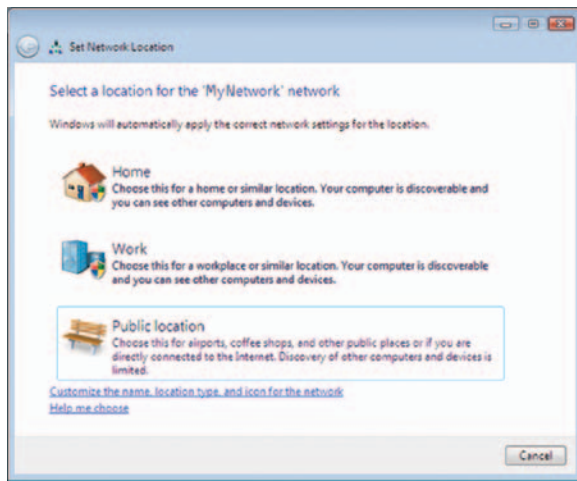 Set Network Location
Select a location for the 'MyNetwork' network
Windows will automatically apply the correct network settings for the location.
Home
Choose this for a home or similar location. Your computer is discoverable and
you can see other computers and devices.
Work
Choose this for a workplace or similar location. Your computer is discoverable
and you can see other computers and devices.
Public location
Choose this for airports, coffee shops, and other public places or if you are
directly connected to the Internet. Discovery of other computers and devices is
limited.
Customize the name, location type, and icon for the network
Help me choose
Cancel